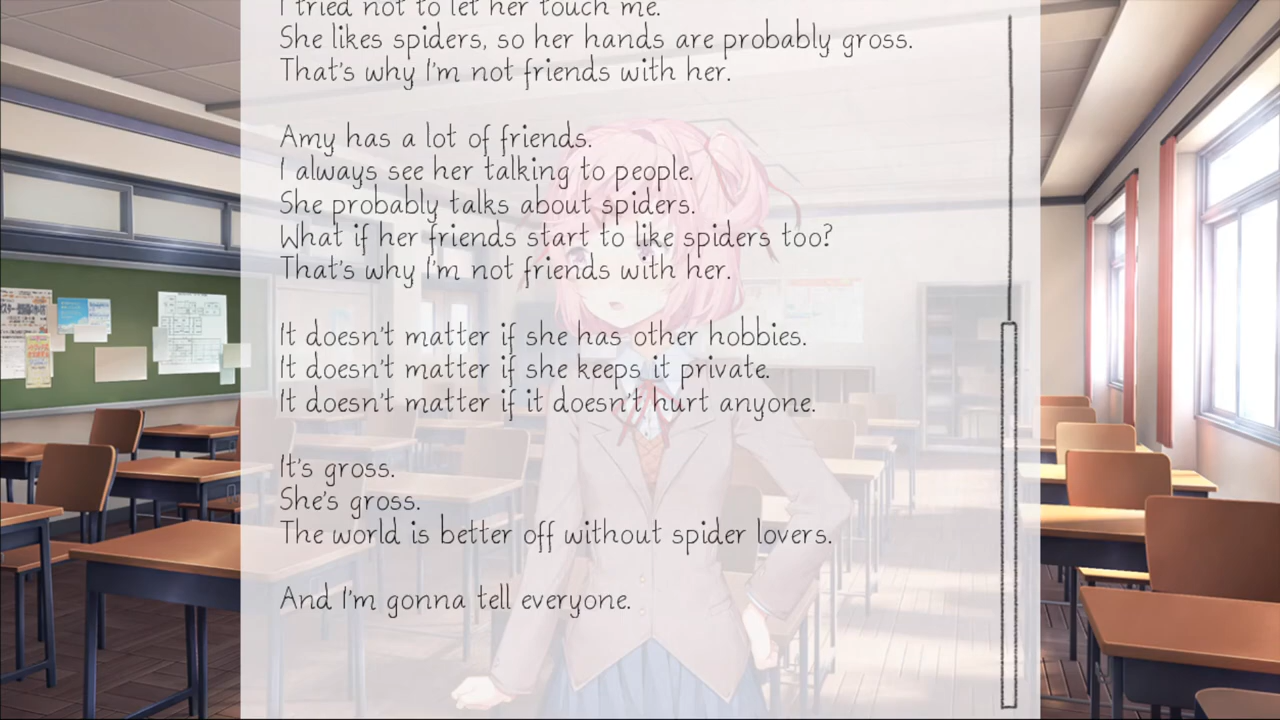 I tried not to let her touch me.
She likes spiders, so her hands are probably gross.
That's why I'm not friends with her.
Amy has a lot of friends.
I always see her talking to people.
She probably talks about spiders.
What if her friends start to like spiders too?
That's why I'm not friends with her.
It doesn't matter if she has other hobbies.
It doesn't matter if she keeps it private.
It doesn't matter if it doesn't hurt anyone.
It's gross.
She's gross.
The world is better off without spider lovers.
And I'm gonna tell everyone.